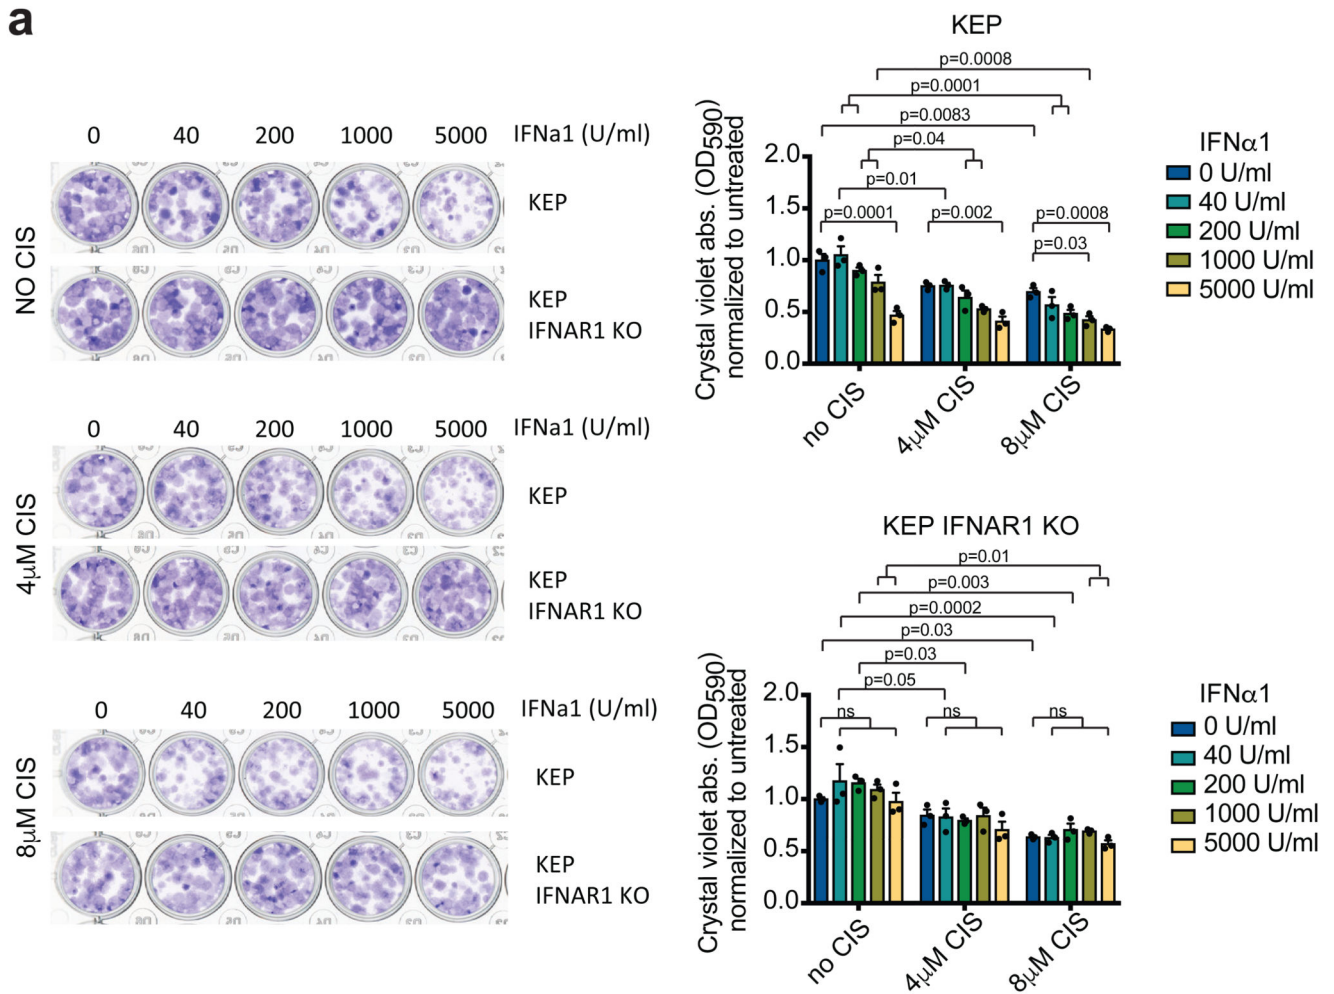 a
0 40 200 1000 5000 IFNa1 (U/ml)
NO CIS
KEP
KEP
IFNAR1 KO
0 40 200 1000 5000 IFNa1 (U/ml)
4μM CIS
KEP
KEP
IFNAR1 KO
0 40 200 1000 5000 IFNa1 (U/ml)
8μM CIS
KEP
KEP
IFNAR1 KO
KEP
p=0.0008
p=0.0001
p=0.0083
p=0.04
p=0.01
p=0.0001 p=0.002 p=0.0008
p=0.03
Crystal violet abs. (OD590)
normalized to untreated
2.0
1.5
1.0
0.5
0.0
no CIS 4μM CIS 8μM CIS
IFNα1
0 U/ml
40 U/ml
200 U/ml
1000 U/ml
5000 U/ml
KEP IFNAR1 KO
p=0.01
p=0.003
p=0.0002
p=0.03
p=0.03
p=0.05
ns ns ns
Crystal violet abs. (OD590)
normalized to untreated
2.0
1.5
1.0
0.5
0.0
no CIS 4μM CIS 8μM CIS
IFNα1
0 U/ml
40 U/ml
200 U/ml
1000 U/ml
5000 U/ml